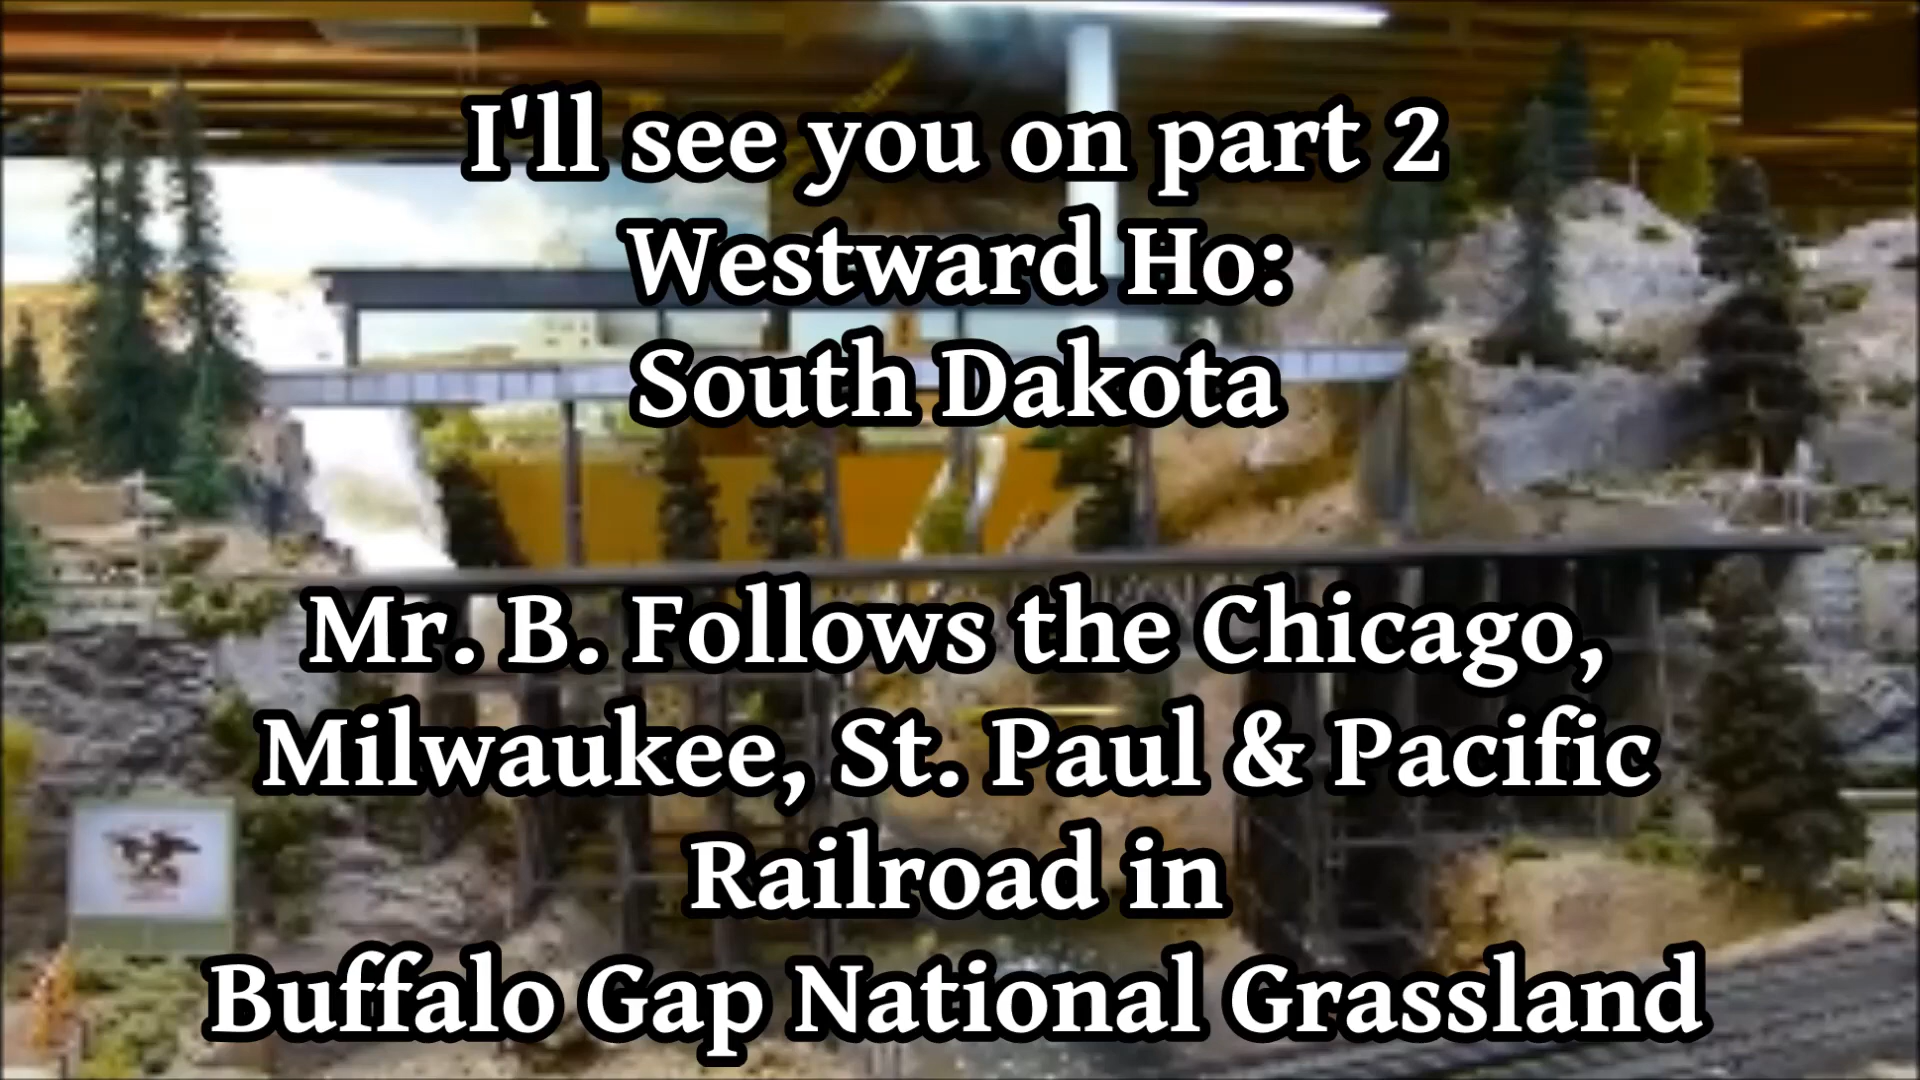 I'll see you on part 2
Westward Ho:
South Dakota
Mr. B. Follows the Chicago,
Milwaukee, St. Paul & Pacific
Railroad in
Buffalo Gap National Grassland